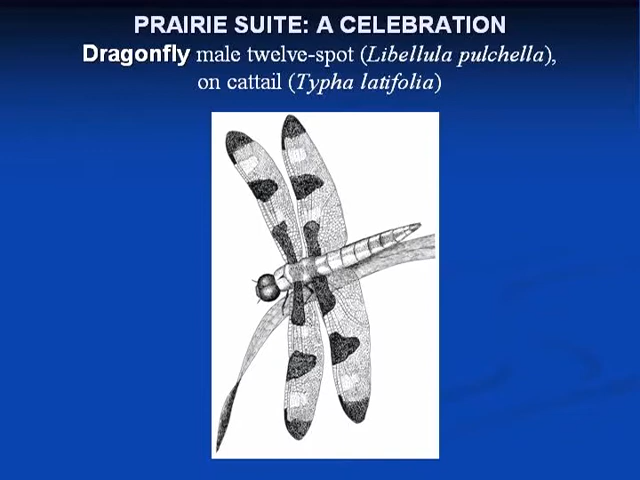 PRAIRIE SUITE: A CELEBRATION
Dragonfly male twelve-spot (Libellula pulchella),
on cattail (Typha latifolia)